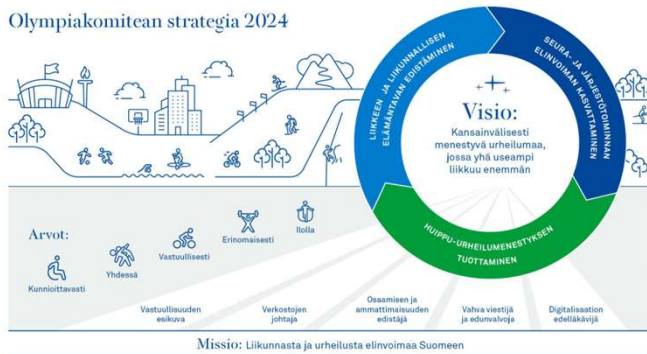 Olympiakomitean strategia 2024
LIIKKEEN JA LIIKUNNALLISEN
ELÄMÄNTAVAN EDISTÄMINEN
SEURA- JA JÄRJESTÖTOIMINNAN
ELINVOIMAN KASVATTAMINEN
Visio:
Kansainvälisesti
menestyvä urheilumaa,
jossa yhä useampi
liikkuu enemmän
HUIPPU-URHEILUMENESTYKSEN
TUOTTAMINEN
Arvot:
Kunnioittavasti
Yhdessä
Vastuullisesti
Erinomaisesti
Ilolla
Vastuullisuuden
esikuva
Verkostojen
johtaja
Osaamisen ja
ammattimaisuuden
edistäjä
Vahva viestijä
ja edunvalvoja
Digitalisaation
edelläkävijä
Missio: Liikunnasta ja urheilusta elinvoimaa Suomeen